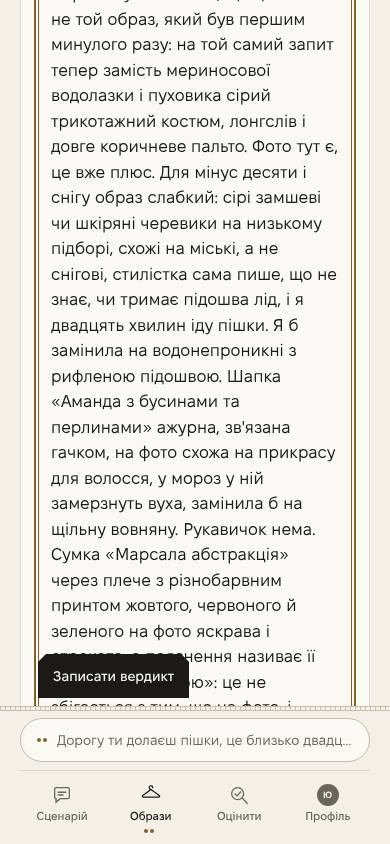 не той образ, який був першим
минулого разу: на той самий запит
тепер замість мериносової
водолазки і пуховика сірий
трикотажний костюм, лонгслів і
довге коричневе пальто. Фото тут є,
це вже плюс. Для мінус десяти і
снігу образ слабкий: сірі замшеві
чи шкіряні черевики на низькому
підборі, схожі на міські, а не
снігові, стилістка сама пише, що не
знає, чи тримає підошва лід, і я
двадцять хвилин іду пішки. Я б
замінила на водонепроникні з
рифленою підошвою. Шапка
«Аманда з бусинами та
перлинами» ажурна, зв'язана
гачком, на фото схожа на прикрасу
для волосся, у мороз у ній
замерзнуть вуха, замінила б на
щільну вовняну. Рукавичок нема.
Сумка «Марсала абстракція»
через плече з різнобарвним
принтом жовтого, червоного й
зеленого на фото яскрава і
називає її
це не
Записати вердикт
Дорогу ти долаєш пішки, це близько двадц...
Сценарій
Образи
Оцінити
Ю
Профіль